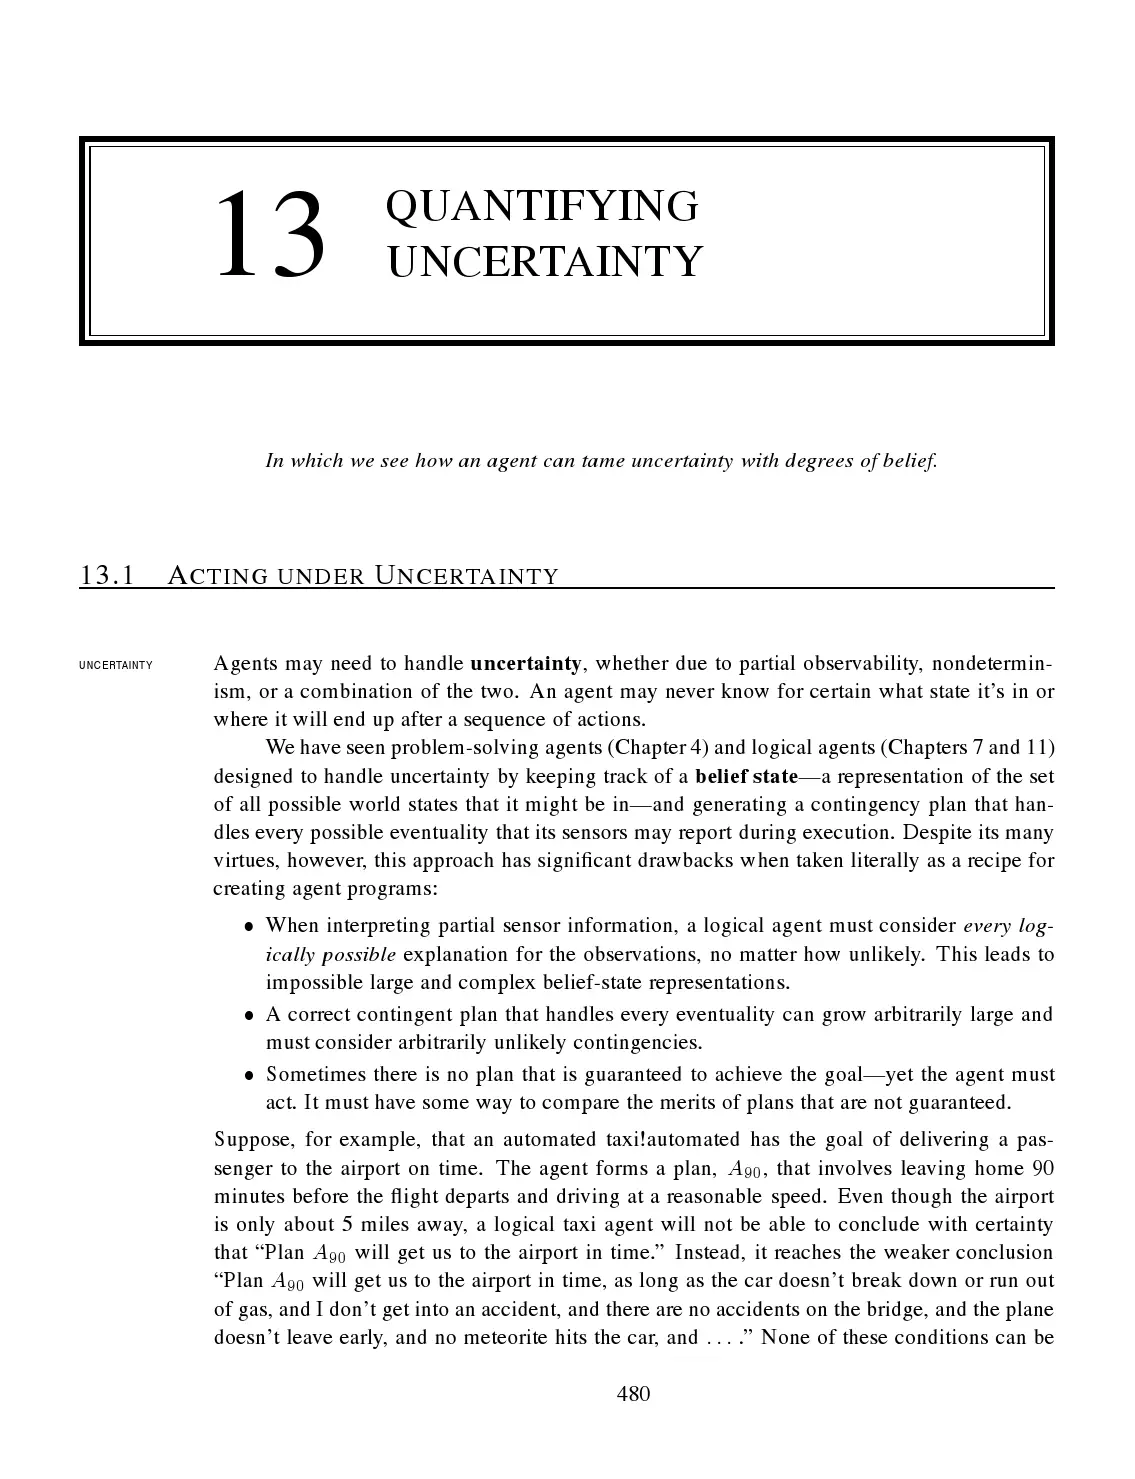 13
QUANTIFYING
UNCERTAINTY
In which we see how an agent can tame uncertainty with degrees of belief.
13.1 ACTING UNDER UNCERTAINTY
UNCERTAINTY
Agents may need to handle uncertainty, whether due to partial observability, nondetermin-
ism, or a combination of the two. An agent may never know for certain what state it's in or
where it will end up after a sequence of actions.
We have seen problem-solving agents (Chapter 4) and logical agents (Chapters 7 and 11)
designed to handle uncertainty by keeping track of a belief state—a representation of the set
of all possible world states that it might be in—and generating a contingency plan that han-
dles every possible eventuality that its sensors may report during execution. Despite its many
virtues, however, this approach has significant drawbacks when taken literally as a recipe for
creating agent programs:
• When interpreting partial sensor information, a logical agent must consider every log-
ically possible explanation for the observations, no matter how unlikely. This leads to
impossible large and complex belief-state representations.
• A correct contingent plan that handles every eventuality can grow arbitrarily large and
must consider arbitrarily unlikely contingencies.
• Sometimes there is no plan that is guaranteed to achieve the goal—yet the agent must
act. It must have some way to compare the merits of plans that are not guaranteed.
Suppose, for example, that an automated taxi!automated has the goal of delivering a pas-
senger to the airport on time. The agent forms a plan, A90, that involves leaving home 90
minutes before the flight departs and driving at a reasonable speed. Even though the airport
is only about 5 miles away, a logical taxi agent will not be able to conclude with certainty
that “Plan A90 will get us to the airport in time.” Instead, it reaches the weaker conclusion
“Plan A90 will get us to the airport in time, as long as the car doesn't break down or run out
of gas, and I don't get into an accident, and there are no accidents on the bridge, and the plane
doesn't leave early, and no meteorite hits the car, and . . . .” None of these conditions can be
480